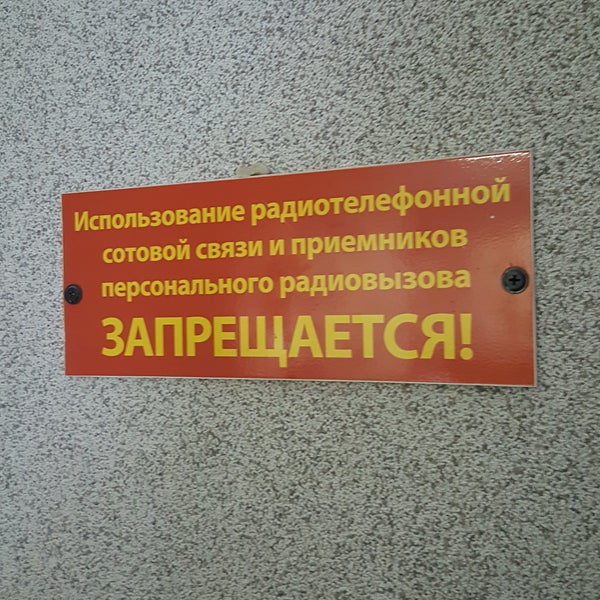 Использование радиотелефонной
сотовой связи и приемников
персонального радиовызова
ЗАПРЕЩАЕТСЯ!